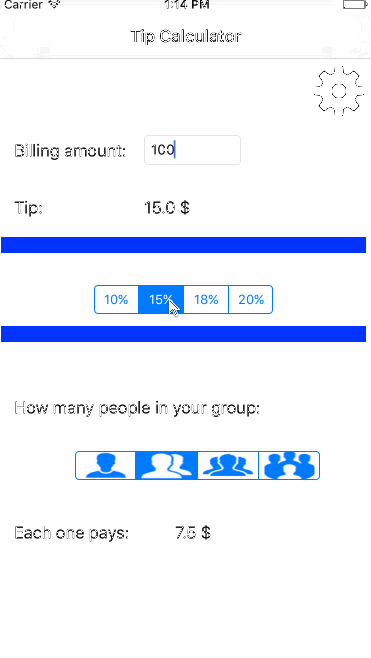 Carrier 1:14 PM
Tip Calculator
Billing amount: 100
Tip: 15.0 $
10% 15% 18% 20%
How many people in your group:
Each one pays: 7.5 $